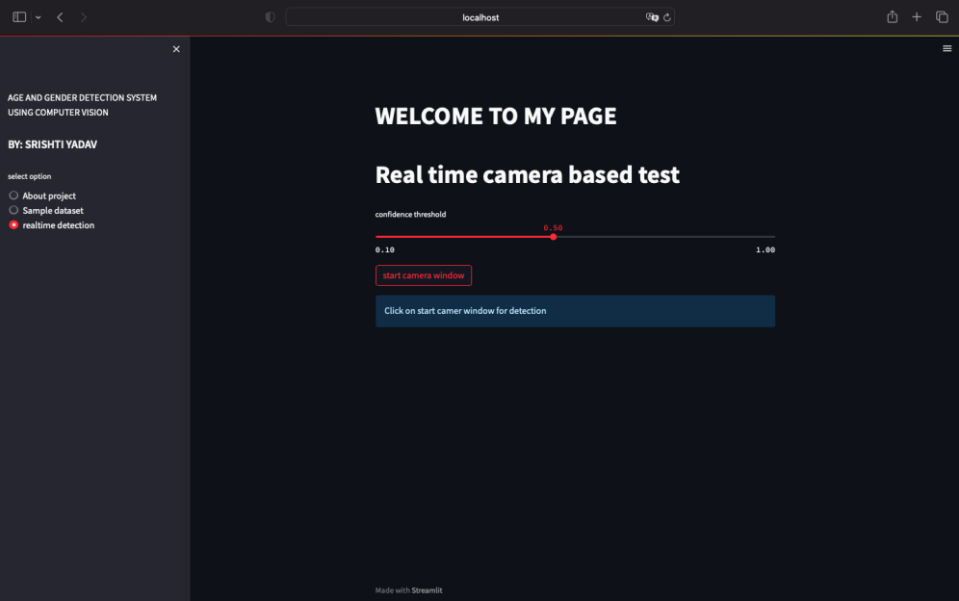 localhost
AGE AND GENDER DETECTION SYSTEM
USING COMPUTER VISION
BY: SRISHTI YADAV
select option
About project
Sample dataset
realtime detection
WELCOME TO MY PAGE
Real time camera based test
confidence threshold
0.50
0.10 1.00
start camera window
Click on start camer window for detection
Made with Streamlit